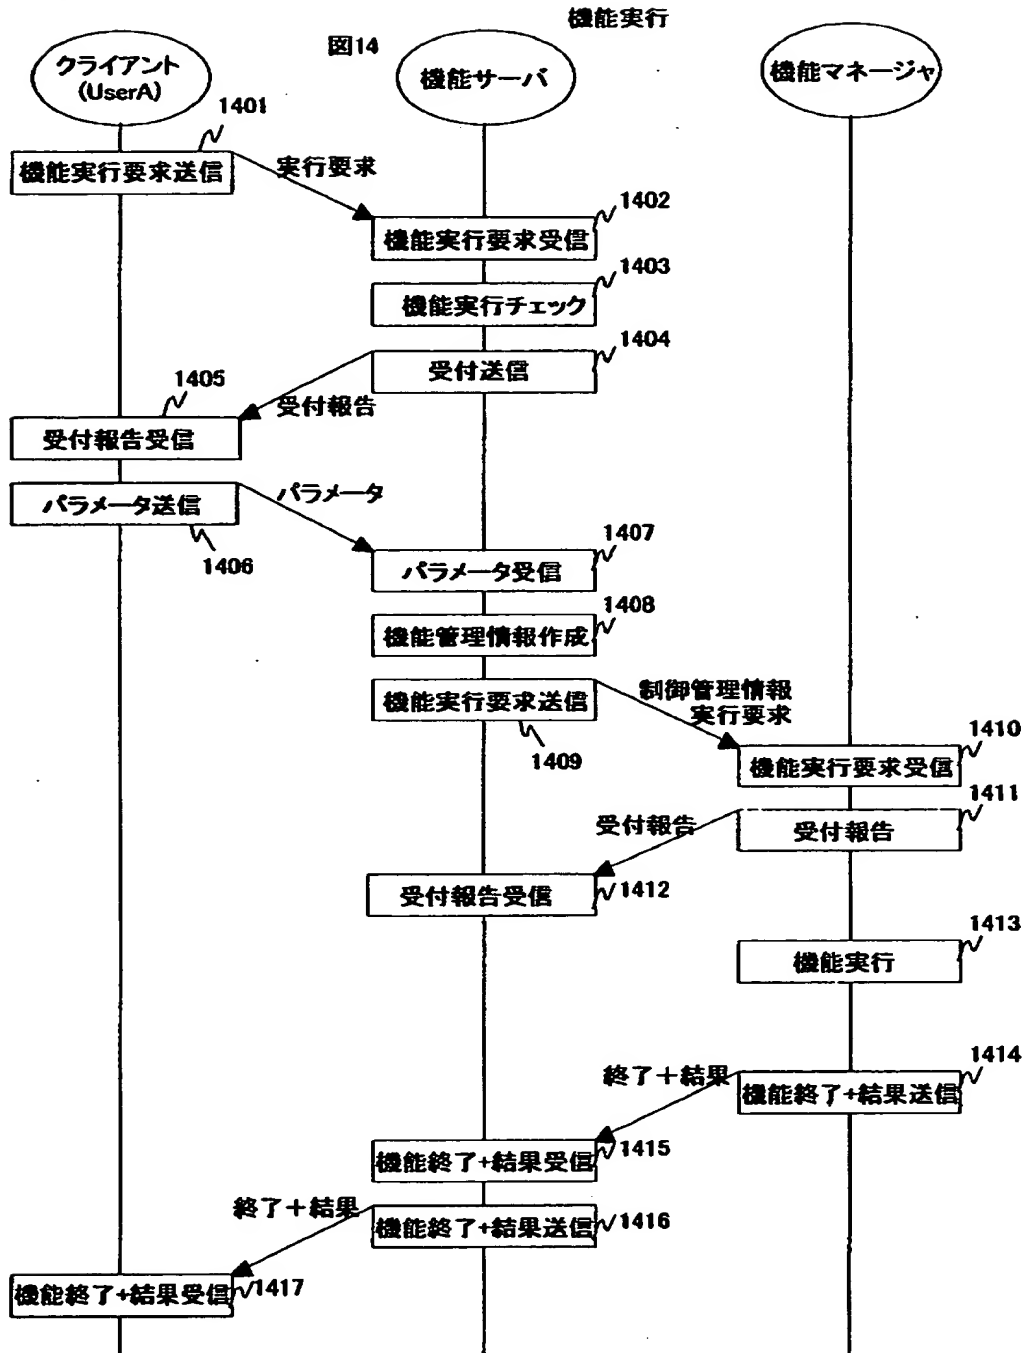 機能実行
図14
クライアント
(UserA)
機能サーバ
機能マネージャ
1401
機能実行要求送信
実行要求
1402
機能実行要求受信
1403
機能実行チェック
1404
受付送信
1405
受付報告
受付報告受信
パラメータ送信
パラメータ
1406
1407
パラメータ受信
1408
機能管理情報作成
機能実行要求送信
制御管理情報
実行要求
1409
1410
機能実行要求受信
1411
受付報告
受付報告
受付報告受信
1412
1413
機能実行
1414
終了+結果
機能終了+結果送信
1415
機能終了+結果受信
終了+結果
機能終了+結果送信
1416
機能終了+結果受信
1417